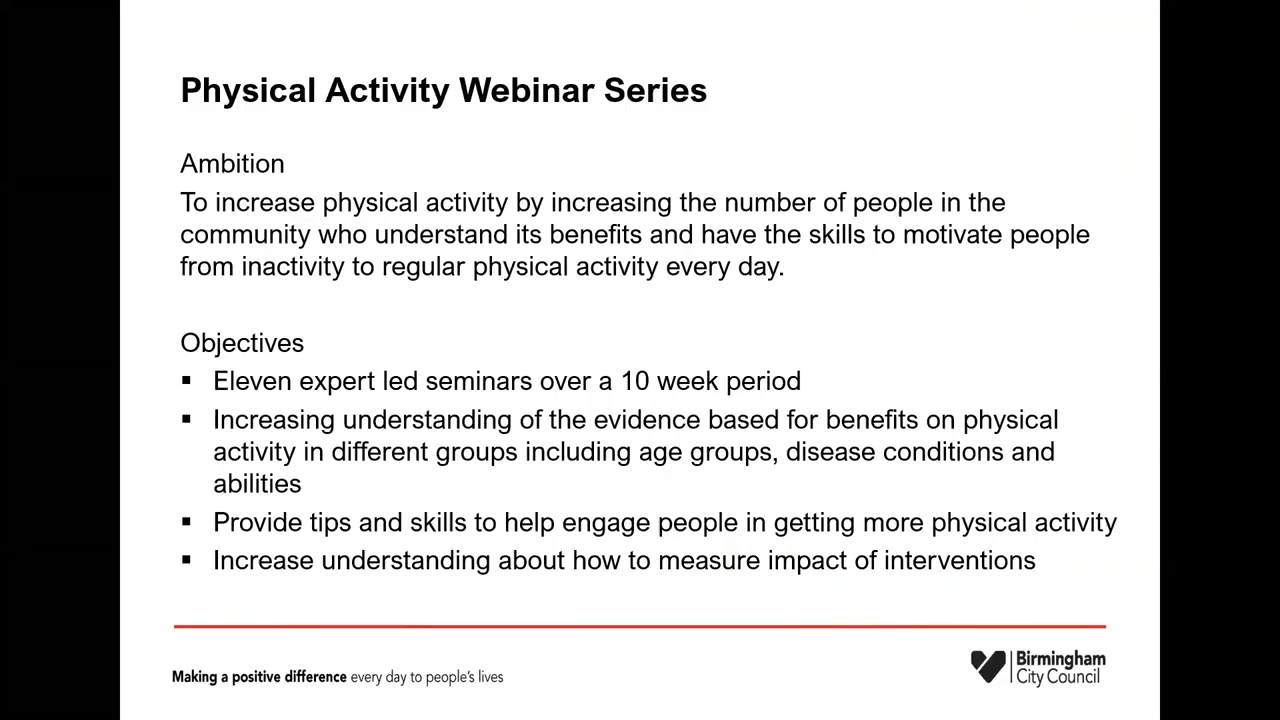 Physical Activity Webinar Series
Ambition
To increase physical activity by increasing the number of people in the
community who understand its benefits and have the skills to motivate people
from inactivity to regular physical activity every day.
Objectives
▪ Eleven expert led seminars over a 10 week period
▪ Increasing understanding of the evidence based for benefits on physical
activity in different groups including age groups, disease conditions and
abilities
▪ Provide tips and skills to help engage people in getting more physical activity
▪ Increase understanding about how to measure impact of interventions
Making a positive difference every day to people's lives
Birmingham
City Council